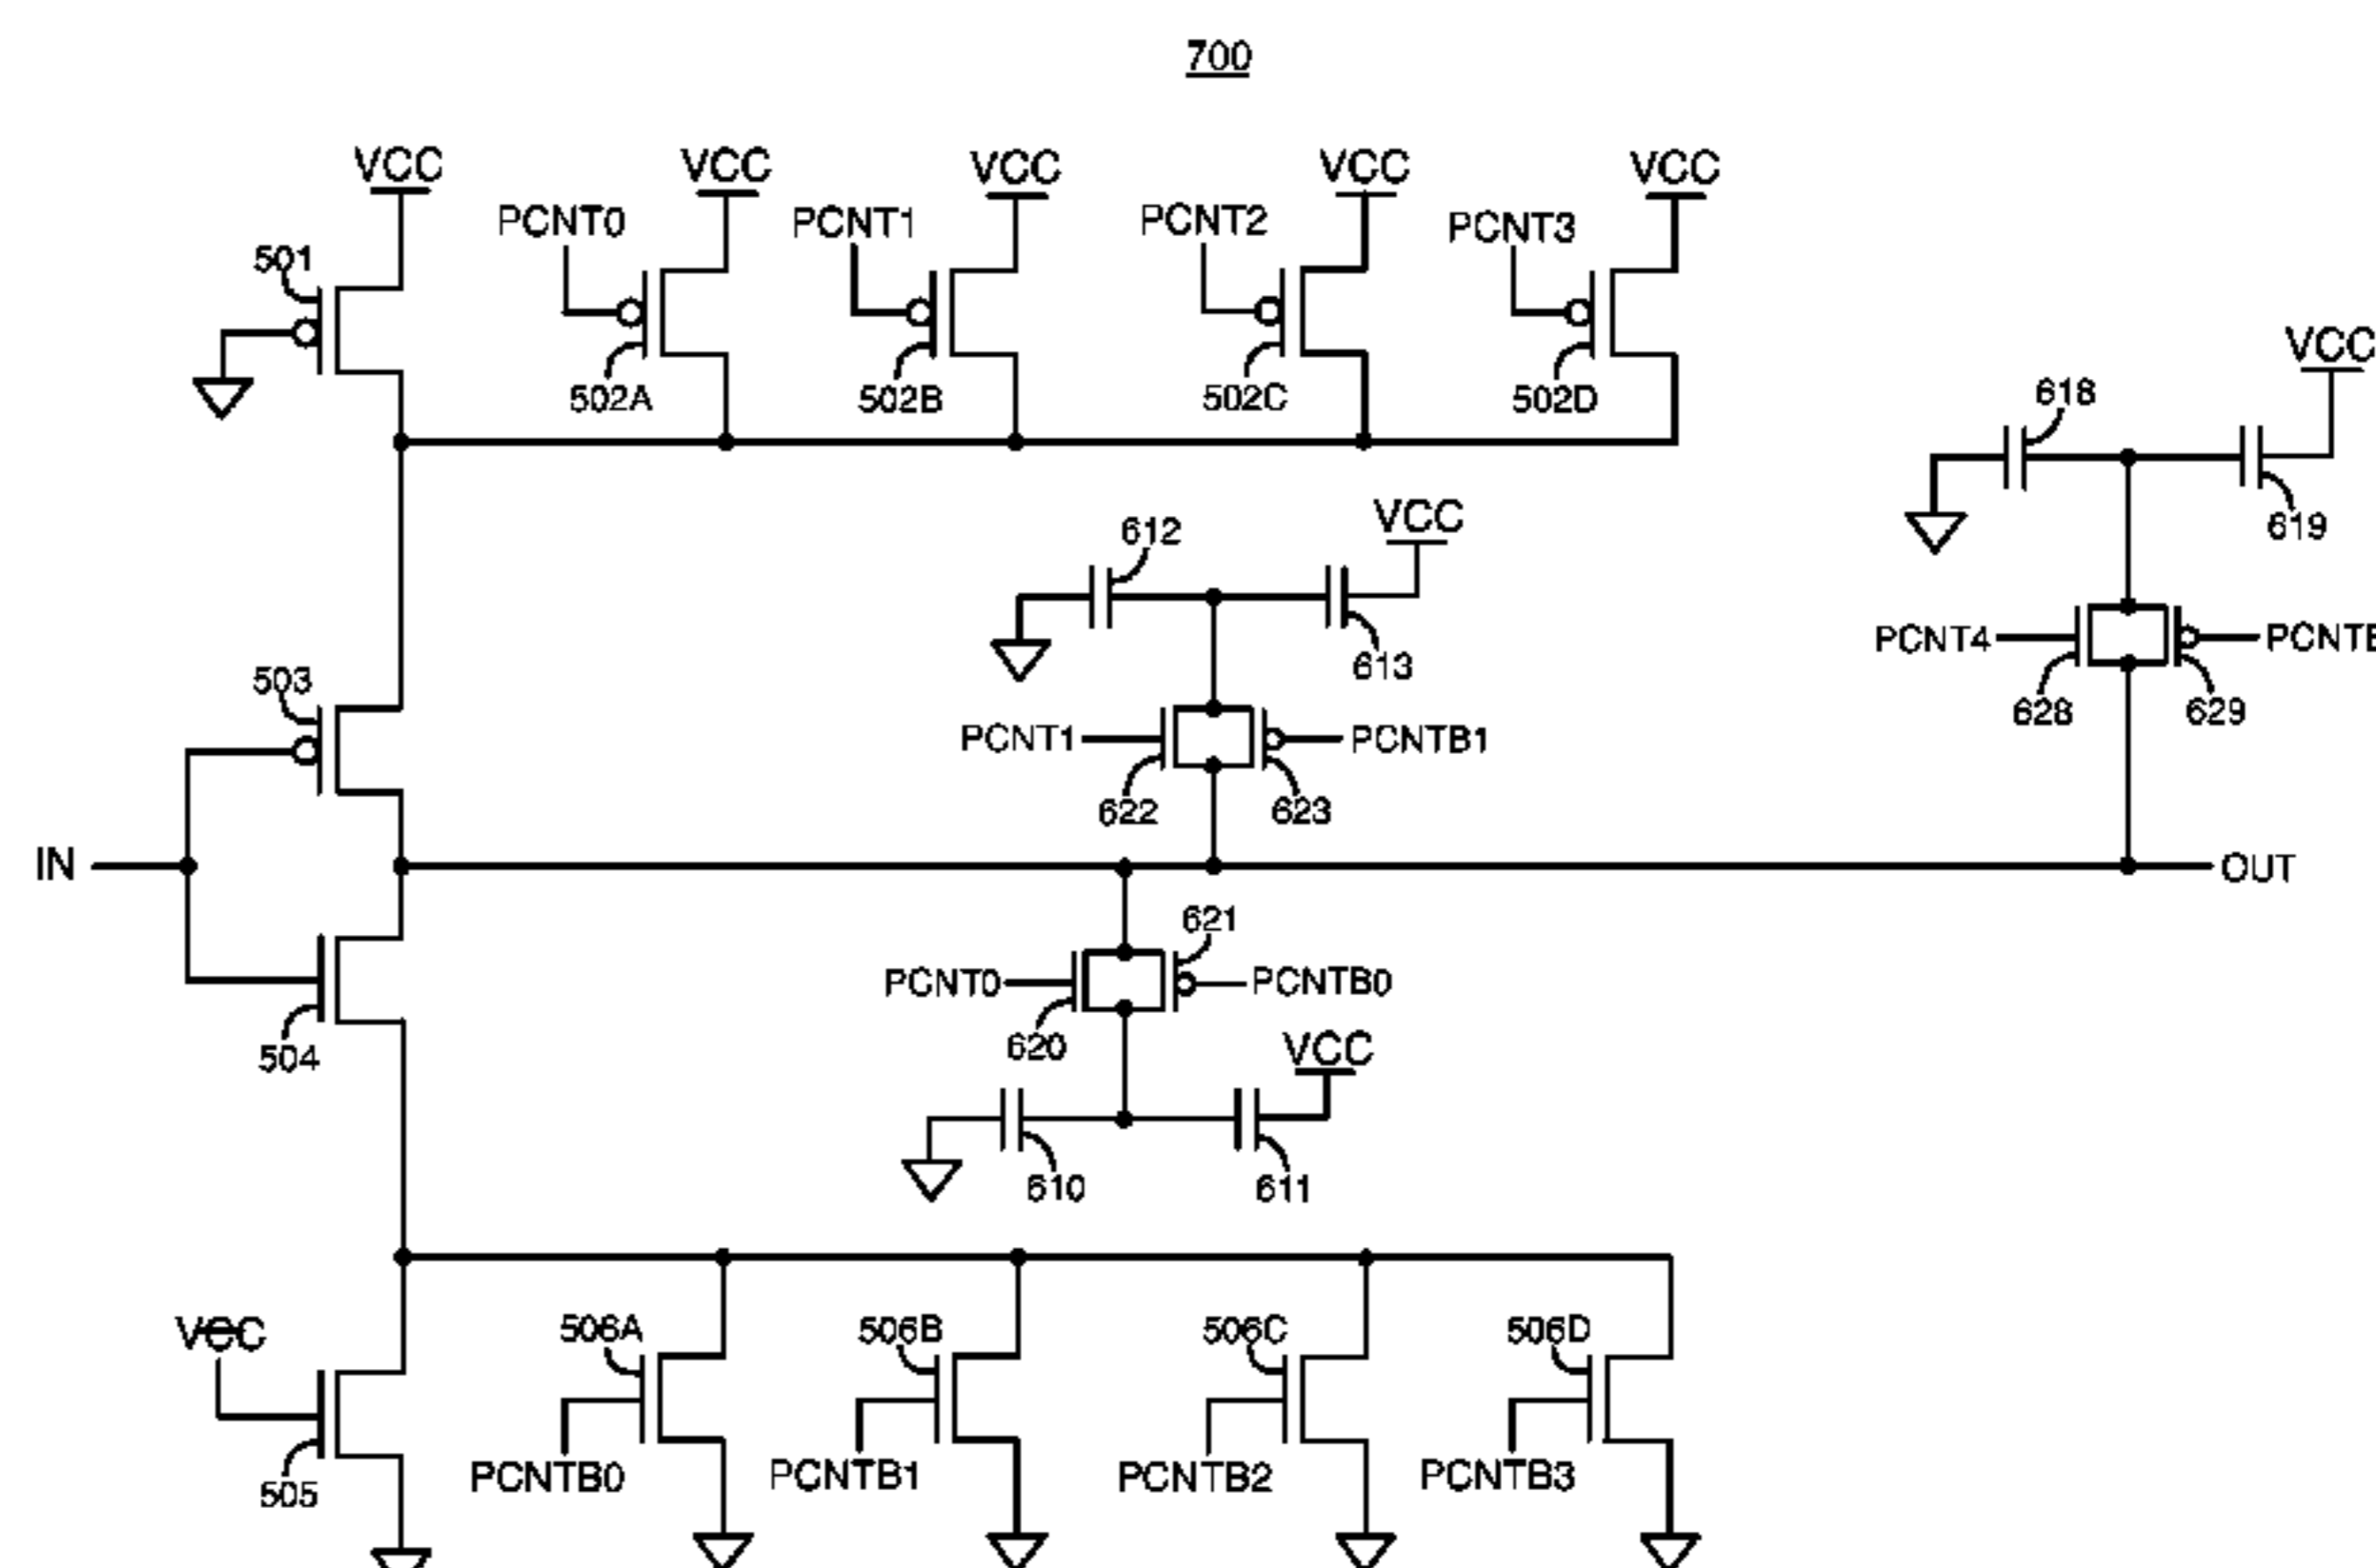 700
VCC VCC VCC VCC VCC
PCNT0 PCNT1 PCNT2 PCNT3
501
502A 502B 502C 502D
VCC
618
619
VCC
612
613
PCNT4
628 629
503
PCNT1 PCNTB1
622 623
IN OUT
621
PCNT0 PCNTB0
620
504
VCC
610 611
VCC
506A 506B 506C 506D
505
PCNTB0 PCNTB1 PCNTB2 PCNTB3